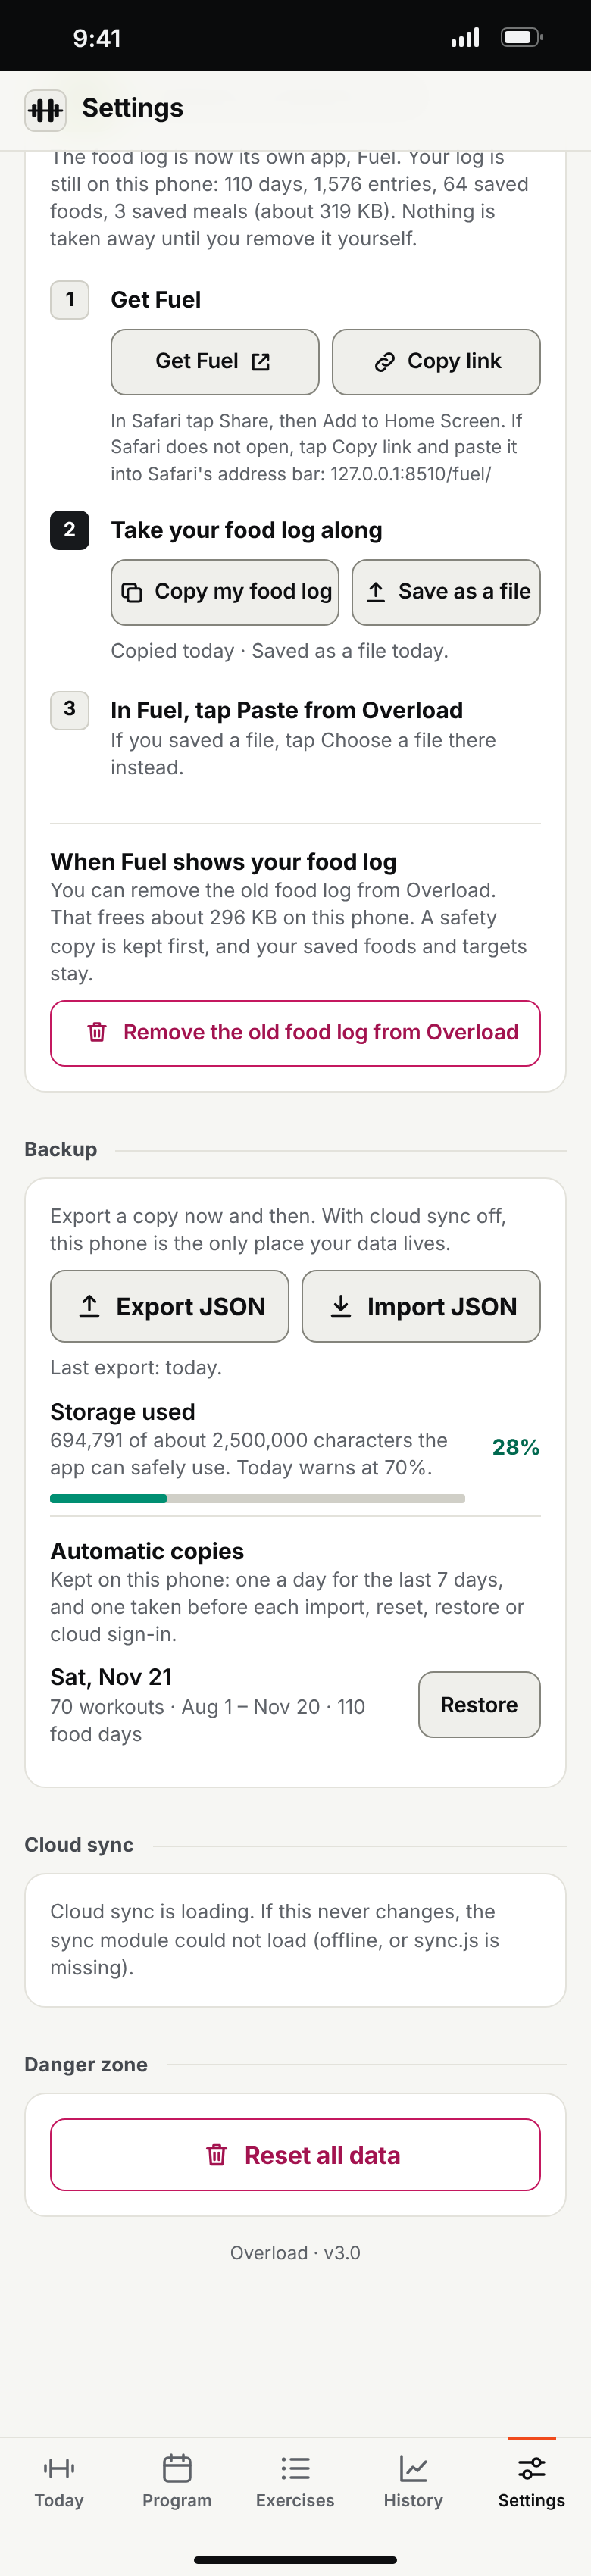 9:41
Settings
The food log is now its own app, Fuel. Your log is
still on this phone: 110 days, 1,576 entries, 64 saved
foods, 3 saved meals (about 319 KB). Nothing is
taken away until you remove it yourself.
1
Get Fuel
Get Fuel
Copy link
In Safari tap Share, then Add to Home Screen. If
Safari does not open, tap Copy link and paste it
into Safari's address bar: 127.0.0.1:8510/fuel/
2
Take your food log along
Copy my food log
Save as a file
Copied today · Saved as a file today.
3
In Fuel, tap Paste from Overload
If you saved a file, tap Choose a file there
instead.
When Fuel shows your food log
You can remove the old food log from Overload.
That frees about 296 KB on this phone. A safety
copy is kept first, and your saved foods and targets
stay.
Remove the old food log from Overload
Backup
Export a copy now and then. With cloud sync off,
this phone is the only place your data lives.
Export JSON
Import JSON
Last export: today.
Storage used
694,791 of about 2,500,000 characters the
app can safely use. Today warns at 70%.
28%
Automatic copies
Kept on this phone: one a day for the last 7 days,
and one taken before each import, reset, restore or
cloud sign-in.
Sat, Nov 21
70 workouts · Aug 1 – Nov 20 · 110
food days
Restore
Cloud sync
Cloud sync is loading. If this never changes, the
sync module could not load (offline, or sync.js is
missing).
Danger zone
Reset all data
Overload · v3.0
Today
Program
Exercises
History
Settings